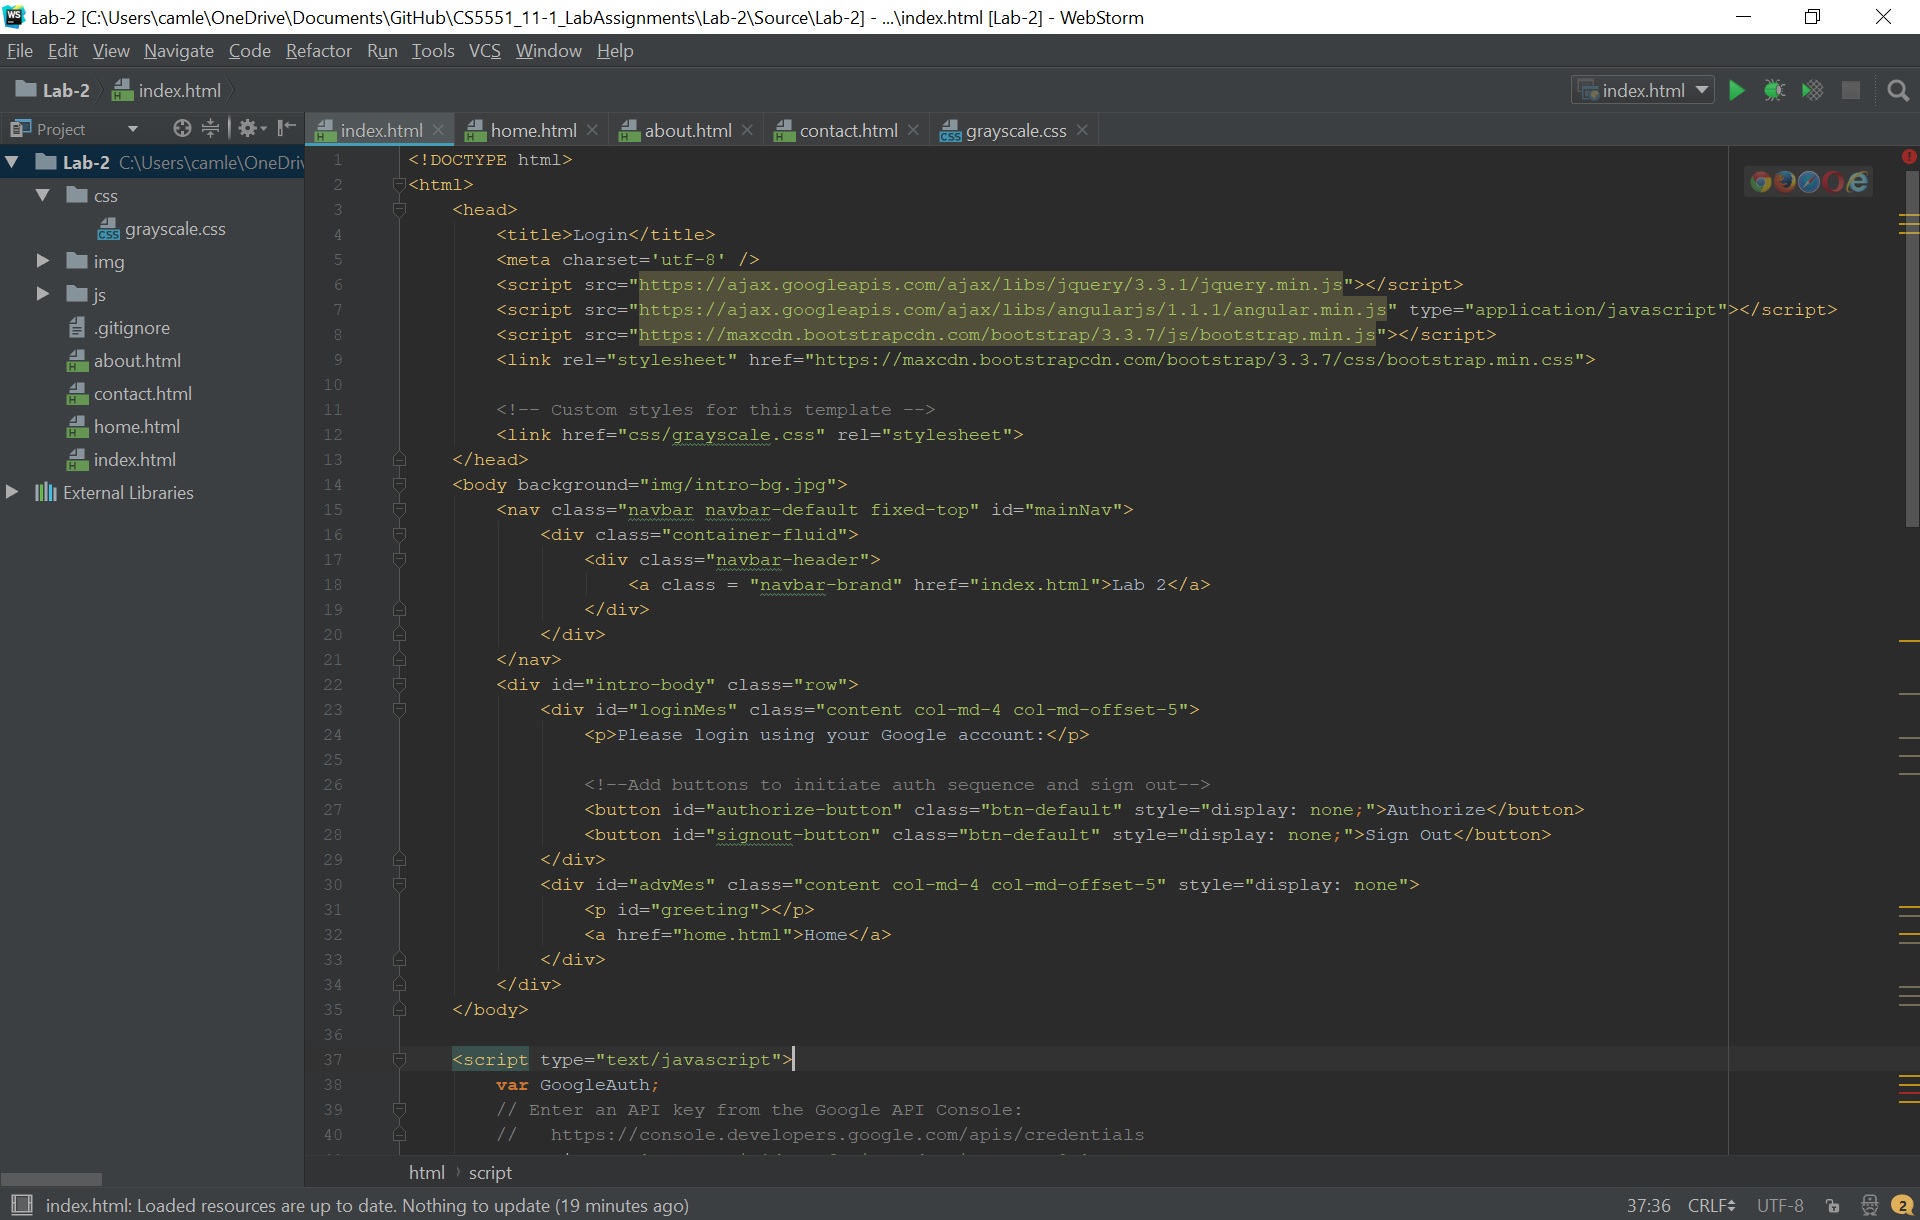 WS Lab-2 [C:\Users\camle\OneDrive\Documents\GitHub\CS5551_11-1_LabAssignments\Lab-2\Source\Lab-2] - ...\index.html [Lab-2] - WebStorm
File Edit View Navigate Code Refactor Run Tools VCS Window Help
Lab-2 index.html index.html
Project index.html home.html about.html contact.html grayscale.css
Lab-2 C:\Users\camle\OneDriv
css
grayscale.css
img
js
.gitignore
about.html
contact.html
home.html
index.html
External Libraries
1 <!DOCTYPE html>
2 <html>
3 <head>
4 <title>Login</title>
5 <meta charset='utf-8' />
6 <script src="https://ajax.googleapis.com/ajax/libs/jquery/3.3.1/jquery.min.js"></script>
7 <script src="https://ajax.googleapis.com/ajax/libs/angularjs/1.1.1/angular.min.js" type="application/javascript"></script>
8 <script src="https://maxcdn.bootstrapcdn.com/bootstrap/3.3.7/js/bootstrap.min.js"></script>
9 <link rel="stylesheet" href="https://maxcdn.bootstrapcdn.com/bootstrap/3.3.7/css/bootstrap.min.css">
10
11 <!-- Custom styles for this template -->
12 <link href="css/grayscale.css" rel="stylesheet">
13 </head>
14 <body background="img/intro-bg.jpg">
15 <nav class="navbar navbar-default fixed-top" id="mainNav">
16 <div class="container-fluid">
17 <div class="navbar-header">
18 <a class = "navbar-brand" href="index.html">Lab 2</a>
19 </div>
20 </div>
21 </nav>
22 <div id="intro-body" class="row">
23 <div id="loginMes" class="content col-md-4 col-md-offset-5">
24 <p>Please login using your Google account:</p>
25
26 <!--Add buttons to initiate auth sequence and sign out-->
27 <button id="authorize-button" class="btn-default" style="display: none;">Authorize</button>
28 <button id="signout-button" class="btn-default" style="display: none;">Sign Out</button>
29 </div>
30 <div id="advMes" class="content col-md-4 col-md-offset-5" style="display: none">
31 <p id="greeting"></p>
32 <a href="home.html">Home</a>
33 </div>
34 </div>
35 </body>
36
37 <script type="text/javascript">
38 var GoogleAuth;
39 // Enter an API key from the Google API Console:
40 //   https://console.developers.google.com/apis/credentials
html script
index.html: Loaded resources are up to date. Nothing to update (19 minutes ago) 37:36 CRLF UTF-8 2